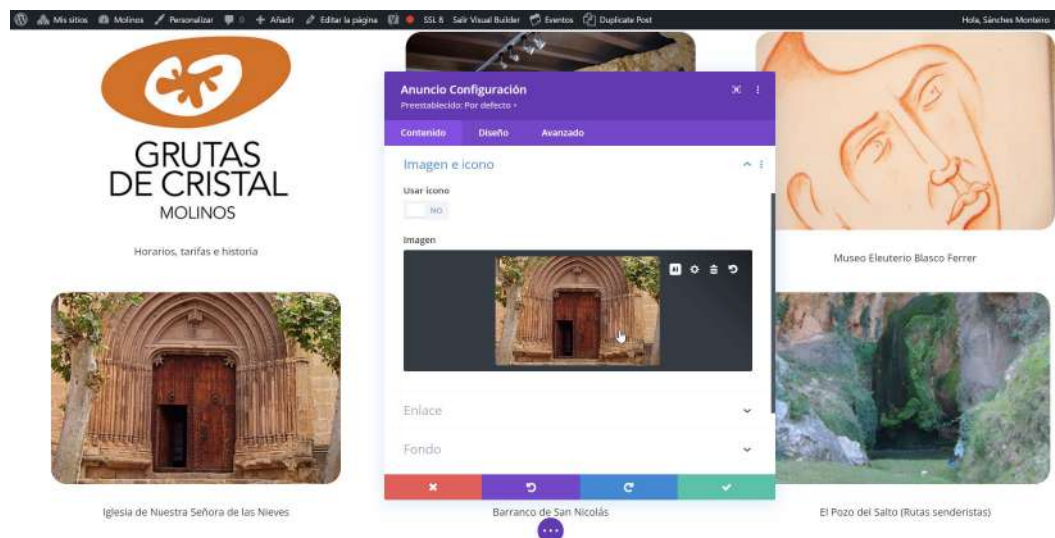 Mis sitios Molinos Personalizar 0 Añadir Editar la página SSL 8 Salir Visual Builder Eventos Duplicate Post Hola, Sánches Monteiro
GRUTAS
DE CRISTAL
MOLINOS
Horarios, tarifas e historia
Anuncio Configuración
Preestablecido: Por defecto
Contenido Diseño Avanzado
Imagen e icono
Usar icono
NO
Imagen
AI
Enlace
Fondo
Museo Eleuterio Blasco Ferrer
Iglesia de Nuestra Señora de las Nieves
Barranco de San Nicolás
El Pozo del Salto (Rutas senderistas)